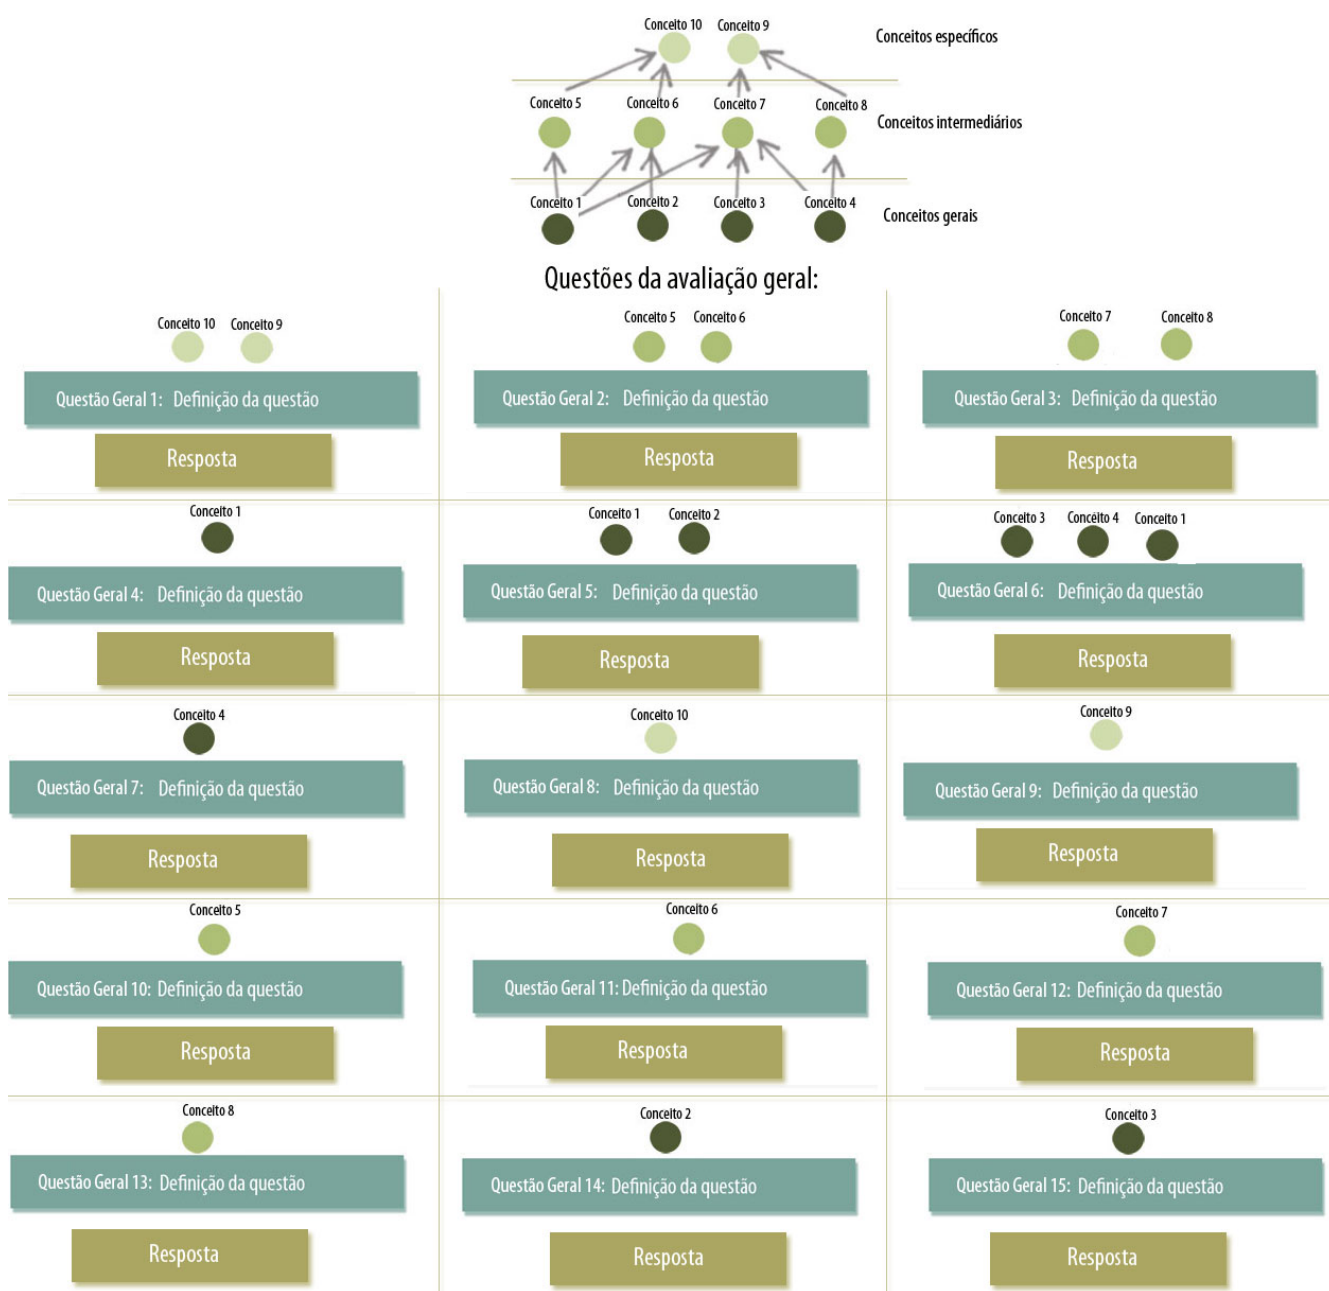 Conceito 10 Conceito 9
Conceitos específicos
Conceito 5 Conceito 6 Conceito 7 Conceito 8
Conceitos intermediários
Conceito 1 Conceito 2 Conceito 3 Conceito 4
Conceitos gerais
Questões da avaliação geral:
Conceito 10 Conceito 9
Questão Geral 1: Definição da questão
Resposta
Conceito 5 Conceito 6
Questão Geral 2: Definição da questão
Resposta
Conceito 7 Conceito 8
Questão Geral 3: Definição da questão
Resposta
Conceito 1
Questão Geral 4: Definição da questão
Resposta
Conceito 1 Conceito 2
Questão Geral 5: Definição da questão
Resposta
Conceito 3 Conceito 4 Conceito 1
Questão Geral 6: Definição da questão
Resposta
Conceito 4
Questão Geral 7: Definição da questão
Resposta
Conceito 10
Questão Geral 8: Definição da questão
Resposta
Conceito 9
Questão Geral 9: Definição da questão
Resposta
Conceito 5
Questão Geral 10: Definição da questão
Resposta
Conceito 6
Questão Geral 11: Definição da questão
Resposta
Conceito 7
Questão Geral 12: Definição da questão
Resposta
Conceito 8
Questão Geral 13: Definição da questão
Resposta
Conceito 2
Questão Geral 14: Definição da questão
Resposta
Conceito 3
Questão Geral 15: Definição da questão
Resposta